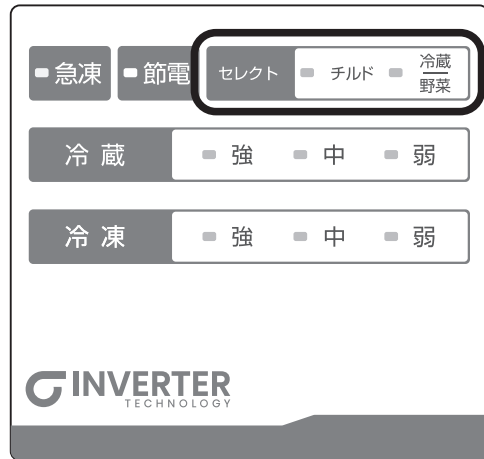 急凍 節電 セレクト チルド 冷蔵
野菜
冷蔵 強 中 弱
冷凍 強 中 弱
INVERTER
TECHNOLOGY